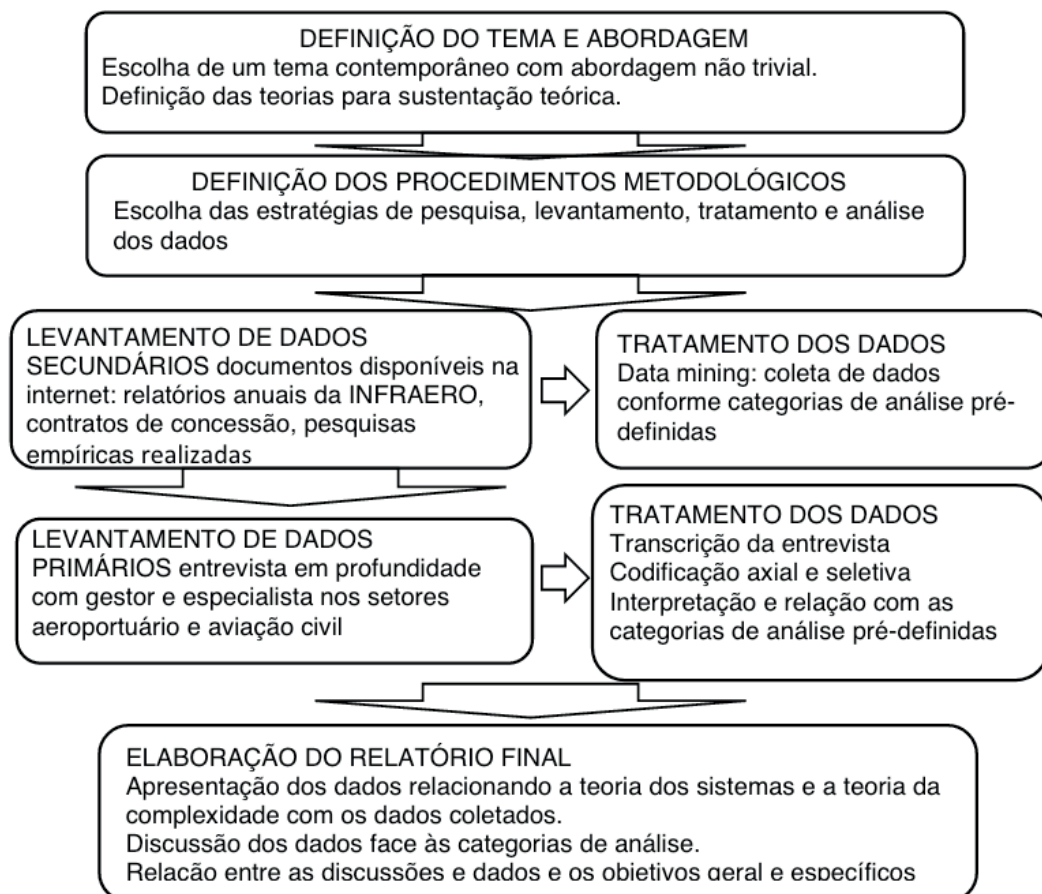 DEFINIÇÃO DO TEMA E ABORDAGEM
Escolha de um tema contemporâneo com abordagem não trivial.
Definição das teorias para sustentação teórica.
DEFINIÇÃO DOS PROCEDIMENTOS METODOLÓGICOS
Escolha das estratégias de pesquisa, levantamento, tratamento e análise
dos dados
LEVANTAMENTO DE DADOS
SECUNDÁRIOS documentos disponíveis na
internet: relatórios anuais da INFRAERO,
contratos de concessão, pesquisas
empíricas realizadas
TRATAMENTO DOS DADOS
Data mining: coleta de dados
conforme categorias de análise pré-
definidas
LEVANTAMENTO DE DADOS
PRIMÁRIOS entrevista em profundidade
com gestor e especialista nos setores
aeroportuário e aviação civil
TRATAMENTO DOS DADOS
Transcrição da entrevista
Codificação axial e seletiva
Interpretação e relação com as
categorias de análise pré-definidas
ELABORAÇÃO DO RELATÓRIO FINAL
Apresentação dos dados relacionando a teoria dos sistemas e a teoria da
complexidade com os dados coletados.
Discussão dos dados face às categorias de análise.
Relação entre as discussões e dados e os objetivos geral e específicos